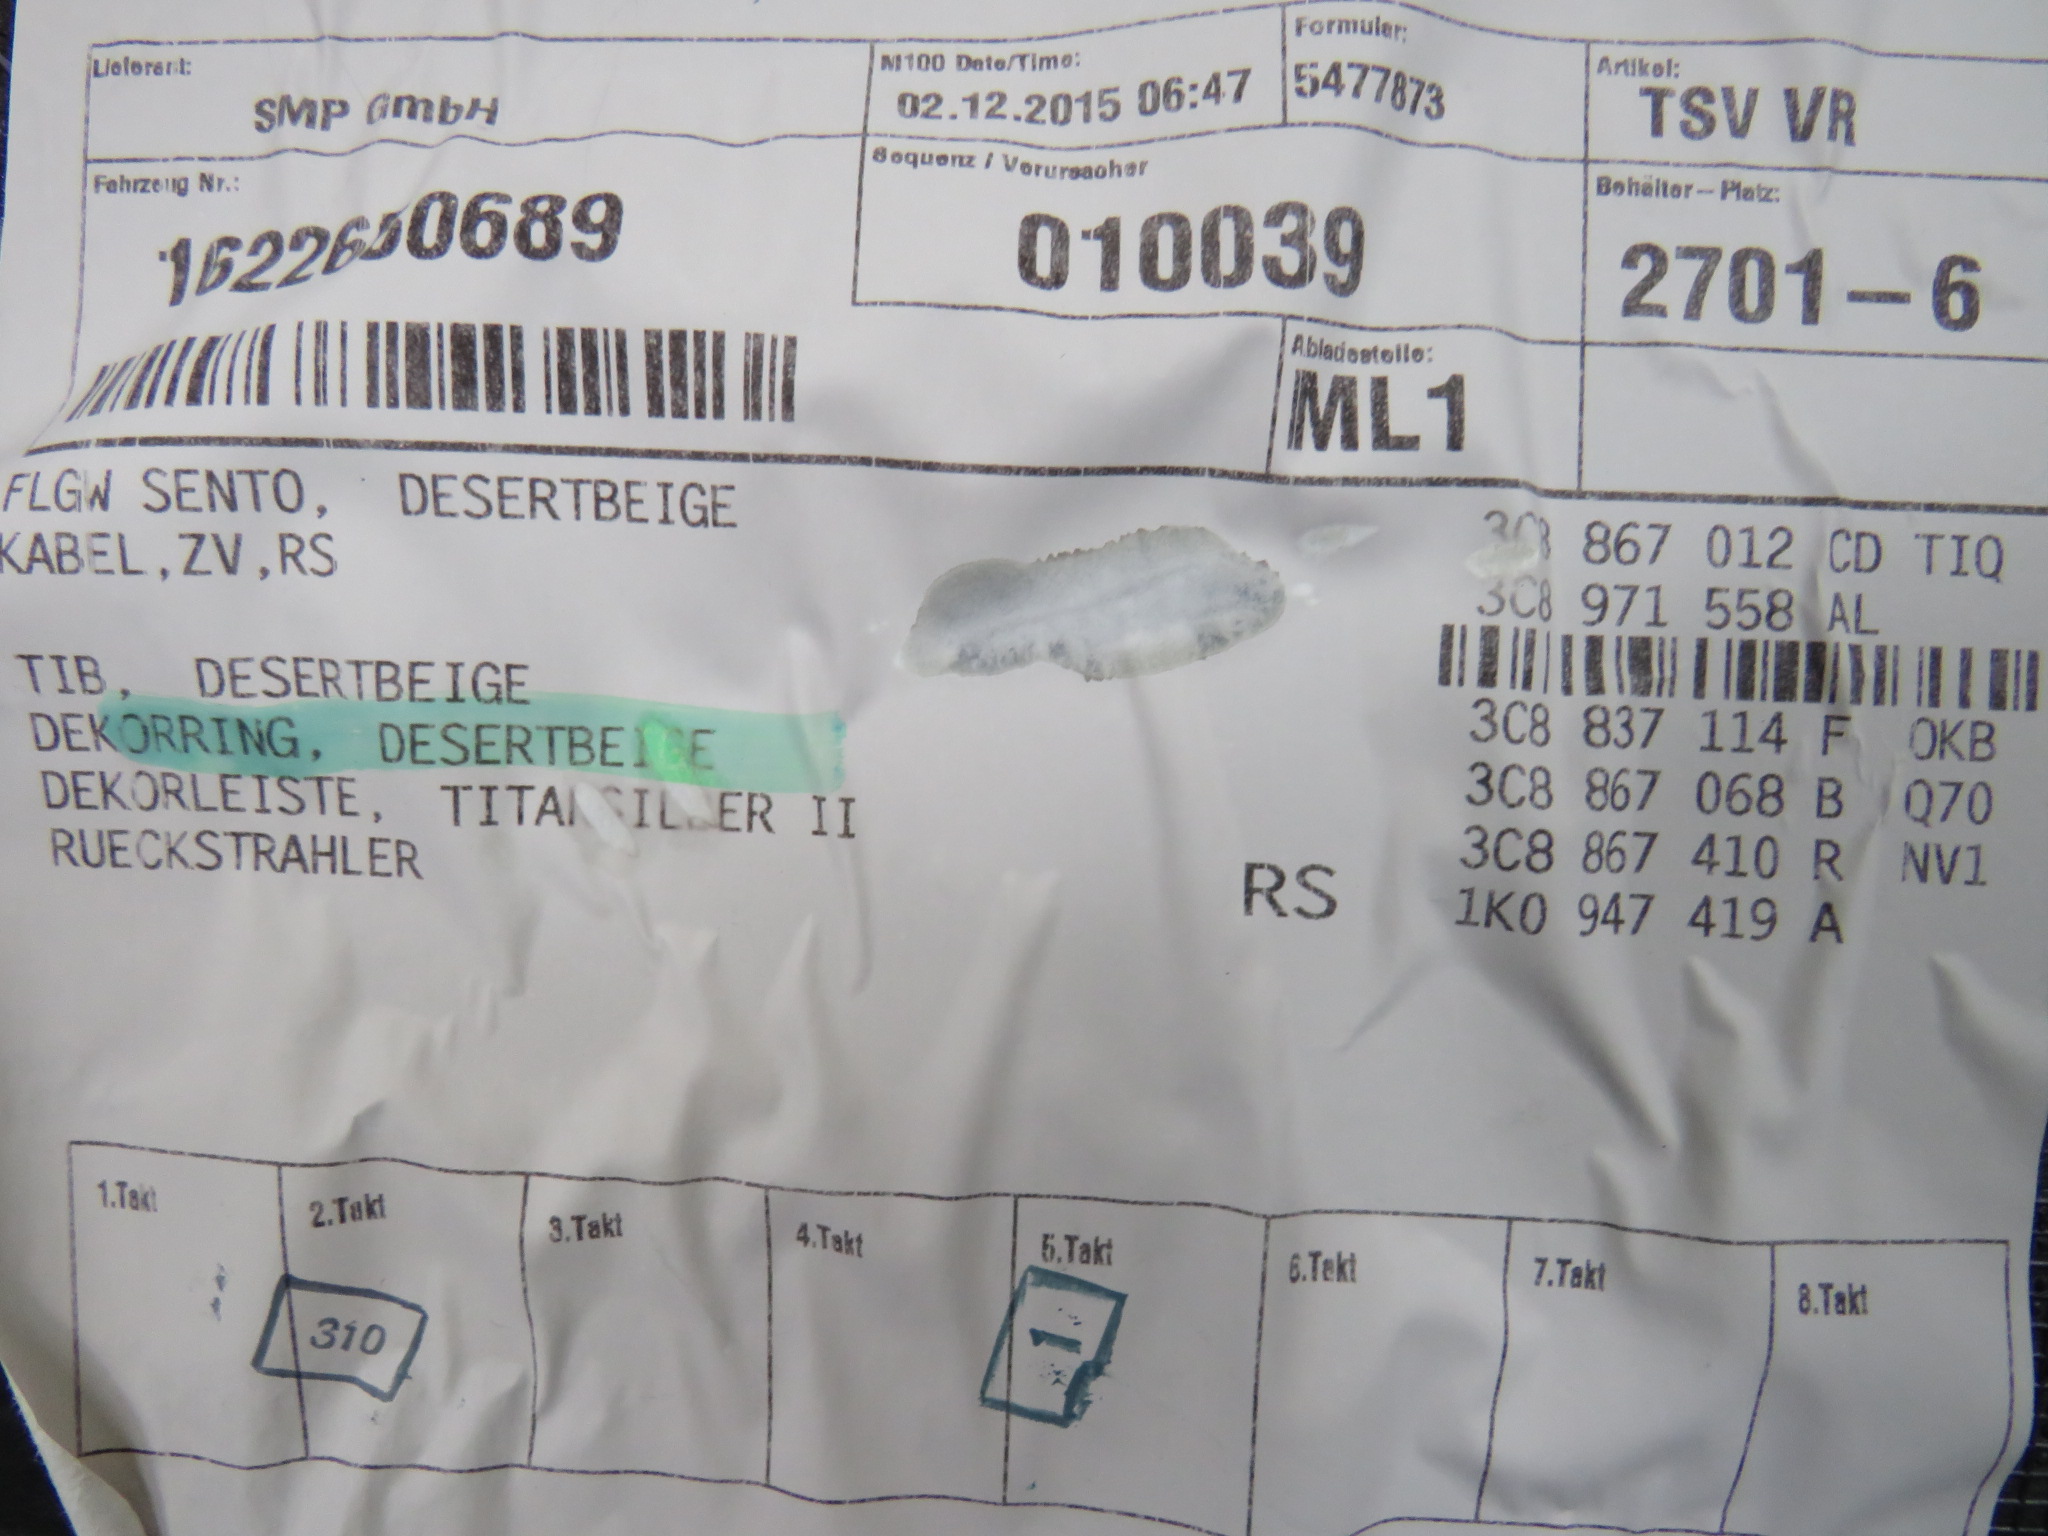 Lieferant:
SMP GmbH
M100 Date/Time:
02.12.2015 06:47
Formular:
5477873
Artikel:
TSV VR
Fahrzeug Nr.:
Sequenz / Verursacher
010039
Behälter-Platz:
2701-6
Abladestelle:
ML1
FLGW SENTO, DESERTBEIGE
3C8 867 012 CD TIQ
KABEL,ZV,RS
3C8 971 558 AL
TIB, DESERTBEIGE
3C8 837 114 F OKB
DEKORRING, DESERTBEIGE
3C8 867 068 B Q70
DEKORLEISTE, TITANSILBER II
3C8 867 410 R NV1
RUECKSTRAHLER
RS
1K0 947 419 A
1.Takt
2.Takt
3.Takt
4.Takt
5.Takt
6.Takt
7.Takt
8.Takt
310